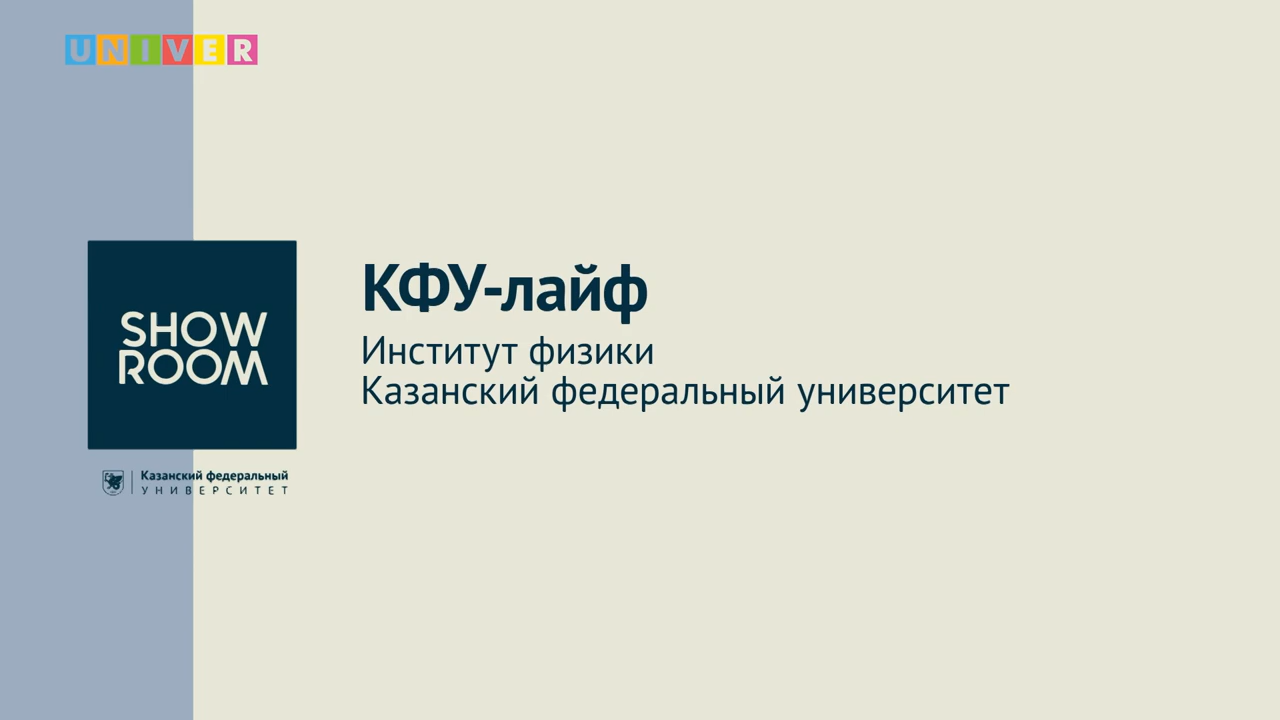 UNIVER
SHOW
ROOM
КФУ-лайф
Институт физики
Казанский федеральный университет
Казанский федеральный
УНИВЕРСИТЕТ